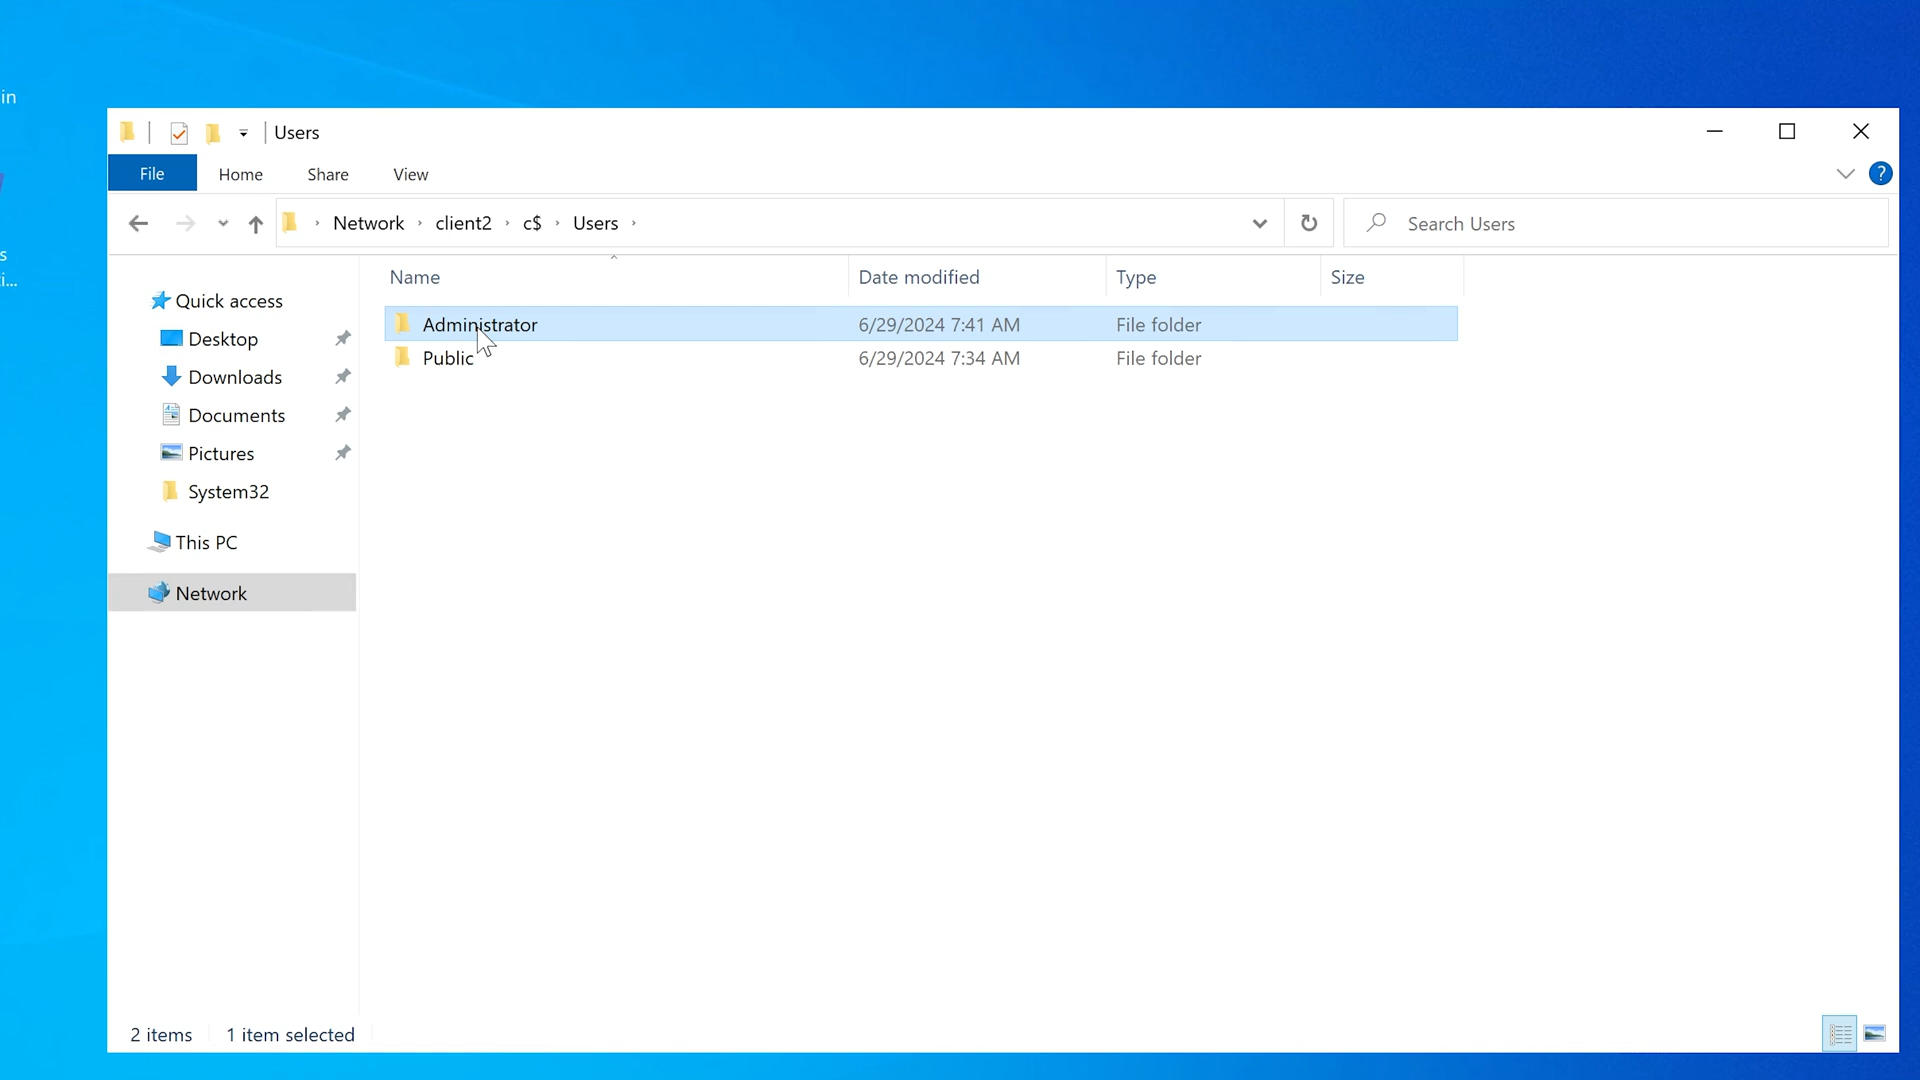 in
s
i...
Users
File
Home
Share
View
?
Network
client2
c$
Users
Search Users
Name
Date modified
Type
Size
Quick access
Desktop
Downloads
Documents
Pictures
System32
This PC
Network
Administrator 6/29/2024 7:41 AM File folder
Public 6/29/2024 7:34 AM File folder
2 items
1 item selected